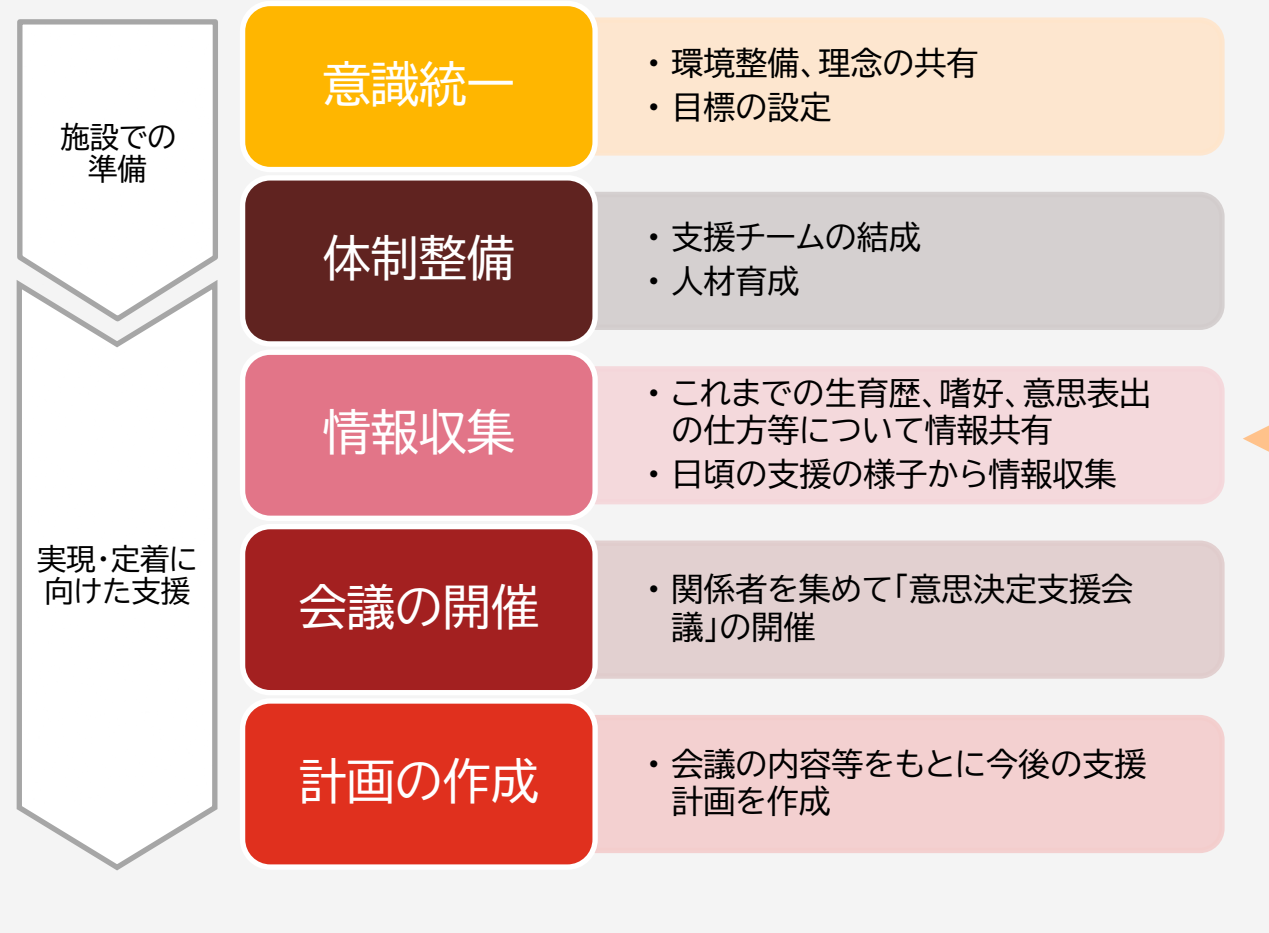 施設での
準備
意識統一
・環境整備、理念の共有
・目標の設定
体制整備
・支援チームの結成
・人材育成
実現・定着に
向けた支援
情報収集
・これまでの生育歴、嗜好、意思表出
の仕方等について情報共有
・日頃の支援の様子から情報収集
会議の開催
・関係者を集めて「意思決定支援会
議」の開催
計画の作成
・会議の内容等をもとに今後の支援
計画を作成